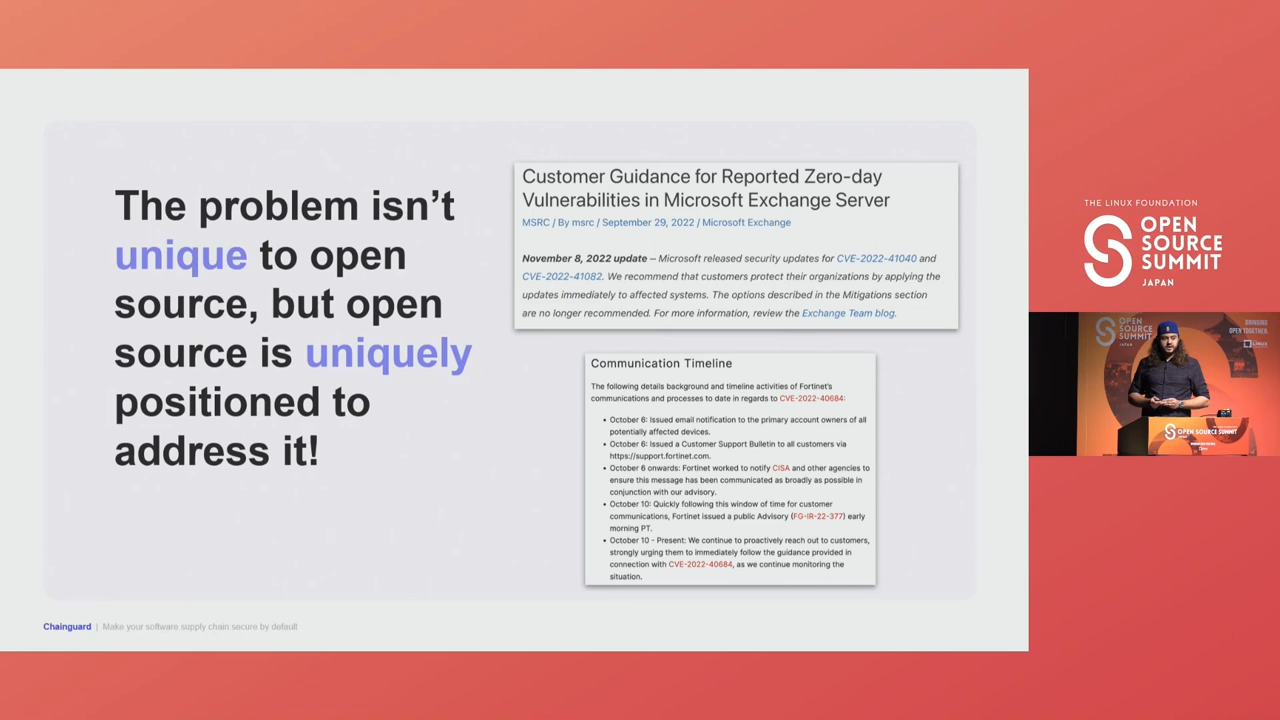 The problem isn’t
unique to open
source, but open
source is uniquely
positioned to
address it!
Customer Guidance for Reported Zero-day
Vulnerabilities in Microsoft Exchange Server
MSRC / By msrc / September 29, 2022 / Microsoft Exchange
November 8, 2022 update – Microsoft released security updates for CVE-2022-41040 and
CVE-2022-41082. We recommend that customers protect their organizations by applying the
updates immediately to affected systems. The options described in the Mitigations section
are no longer recommended. For more information, review the Exchange Team blog.
Communication Timeline
The following details background and timeline activities of Fortinet's
communications and processes to date in regards to CVE-2022-40684:
• October 6: Issued email notification to the primary account owners of all
potentially affected devices.
• October 6: Issued a Customer Support Bulletin to all customers via
https://support.fortinet.com.
• October 6 onwards: Fortinet worked to notify CISA and other agencies to
ensure this message has been communicated as broadly as possible in
conjunction with our advisory.
• October 10: Quickly following this window of time for customer
communications, Fortinet issued a public Advisory (FG-IR-22-377) early
morning PT.
• October 10 - Present: We continue to proactively reach out to customers,
strongly urging them to immediately follow the guidance provided in
connection with CVE-2022-40684, as we continue monitoring the
situation.
Chainguard | Make your software supply chain secure by default
THE LINUX FOUNDATION
OPEN
SOURCE
SUMMIT
JAPAN
OPEN
SOURCE
SUMMIT
BRINGING
OPEN TOGETHER.
LINUX
OPEN SOURCE SUMMIT